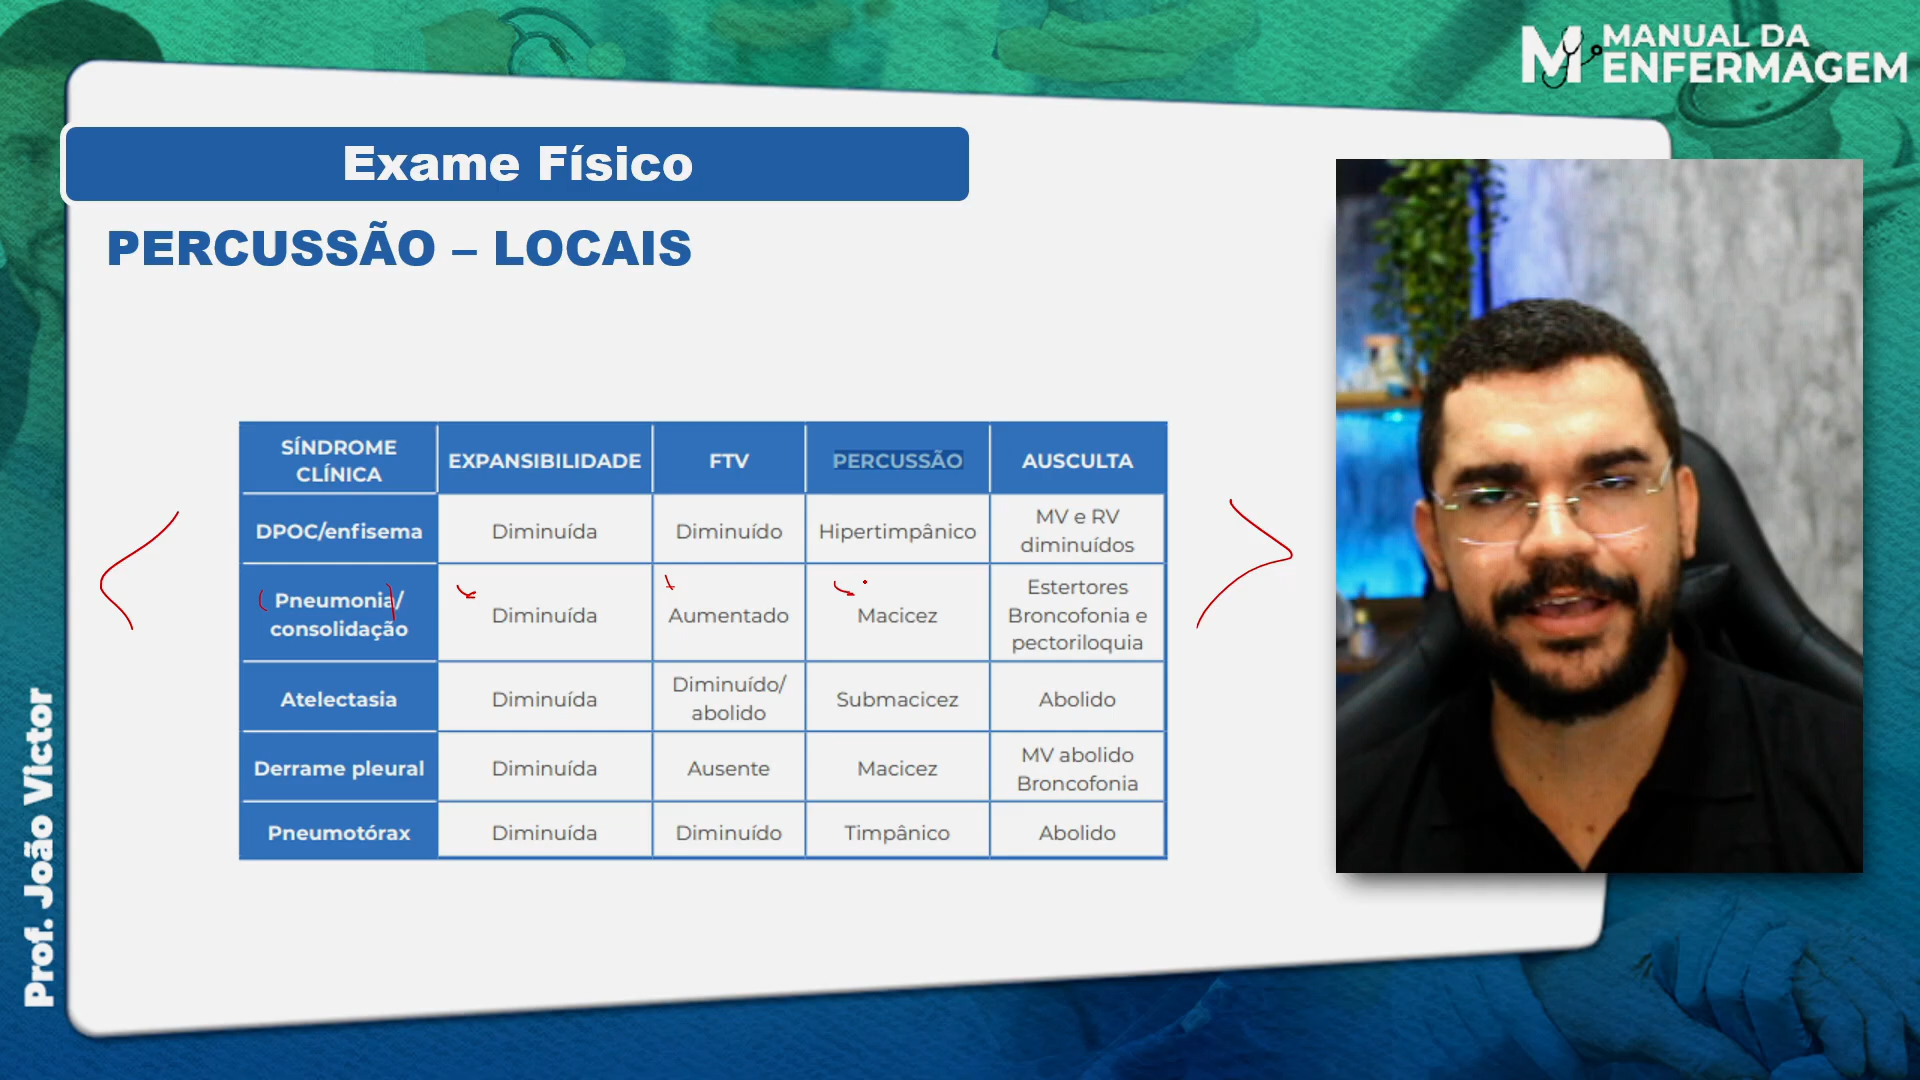 MANUAL DA
ENFERMAGEM
Exame Físico
PERCUSSÃO – LOCAIS
SÍNDROME
CLÍNICA
EXPANSIBILIDADE
FTV
PERCUSSÃO
AUSCULTA
DPOC/enfisema
Diminuída
Diminuído
Hipertimpânico
MV e RV
diminuídos
Pneumonia/
consolidação
Diminuída
Aumentado
Macicez
Estertores
Broncofonia e
pectoriloquia
Atelectasia
Diminuída
Diminuído/
abolido
Submacicez
Abolido
Derrame pleural
Diminuída
Ausente
Macicez
MV abolido
Broncofonia
Pneumotórax
Diminuída
Diminuído
Timpânico
Abolido
Prof. João Victor